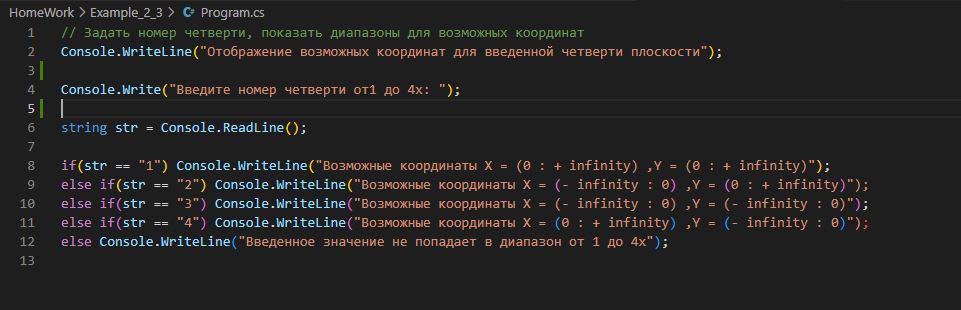 HomeWork > Example_2_3 > C# Program.cs
1 // Задать номер четверти, показать диапазоны для возможных координат
2 Console.WriteLine("Отображение возможных координат для введенной четверти плоскости");
3
4 Console.Write("Введите номер четверти от1 до 4х: ");
5
6 string str = Console.ReadLine();
7
8 if(str == "1") Console.WriteLine("Возможные координаты X = (0 : + infinity) ,Y = (0 : + infinity)");
9 else if(str == "2") Console.WriteLine("Возможные координаты X = (- infinity : 0) ,Y = (0 : + infinity)");
10 else if(str == "3") Console.WriteLine("Возможные координаты X = (- infinity : 0) ,Y = (- infinity : 0)");
11 else if(str == "4") Console.WriteLine("Возможные координаты X = (0 : + infinity) ,Y = (- infinity : 0)");
12 else Console.WriteLine("Введенное значение не попадает в диапазон от 1 до 4х");
13